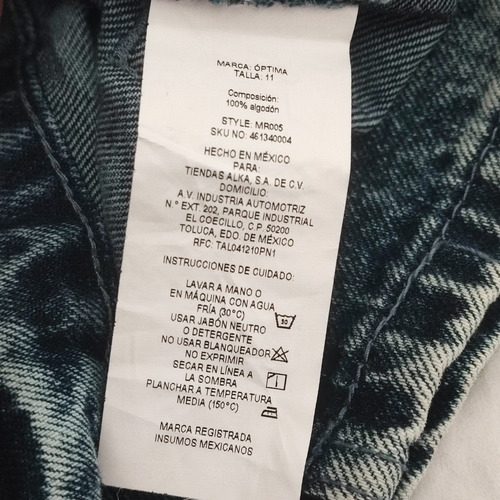 MARCA: ÓPTIMA
TALLA: 11
Composición:
100% algodón
STYLE: MR005
SKU NO: 461340004
HECHO EN MÉXICO
PARA:
TIENDAS ALKA, S.A. DE C.V.
DOMICILIO:
A.V. INDUSTRIA AUTOMOTRIZ
N.° EXT. 202, PARQUE INDUSTRIAL
EL COECILLO, C.P. 50200
TOLUCA, EDO. DE MÉXICO
RFC: TAL041210PN1
INSTRUCCIONES DE CUIDADO:
LAVAR A MANO O
EN MÁQUINA CON AGUA
FRÍA (30°C)
USAR JABÓN NEUTRO
O DETERGENTE
NO USAR BLANQUEADOR
NO EXPRIMIR
SECAR EN LÍNEA A
LA SOMBRA
PLANCHAR A TEMPERATURA
MEDIA (150°C)
MARCA REGISTRADA
INSUMOS MEXICANOS